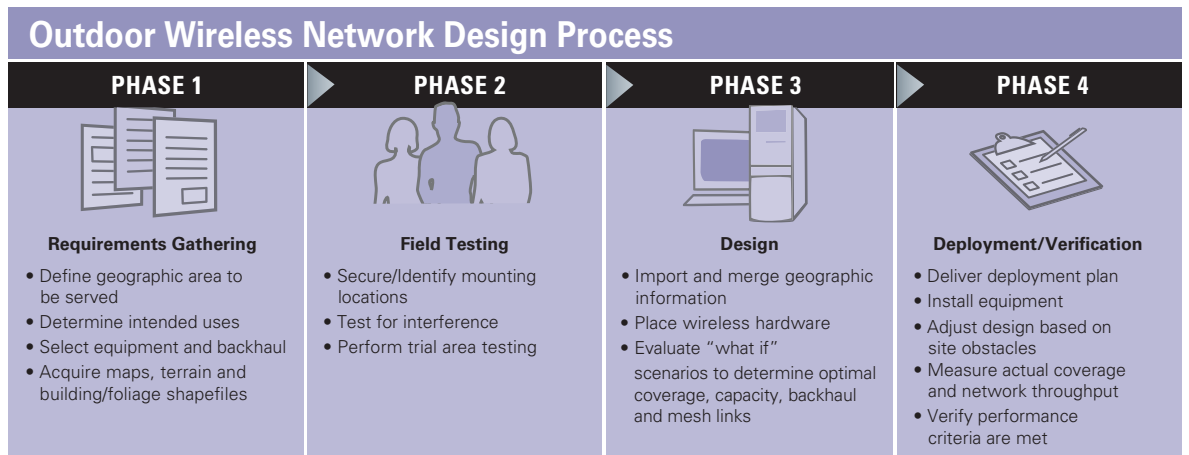 Outdoor Wireless Network Design Process
PHASE 1
PHASE 2
PHASE 3
PHASE 4
Requirements Gathering
• Define geographic area to
be served
• Determine intended uses
• Select equipment and backhaul
• Acquire maps, terrain and
building/foliage shapefiles
Field Testing
• Secure/Identify mounting
locations
• Test for interference
• Perform trial area testing
Design
• Import and merge geographic
information
• Place wireless hardware
• Evaluate “what if”
scenarios to determine optimal
coverage, capacity, backhaul
and mesh links
Deployment/Verification
• Deliver deployment plan
• Install equipment
• Adjust design based on
site obstacles
• Measure actual coverage
and network throughput
• Verify performance
criteria are met